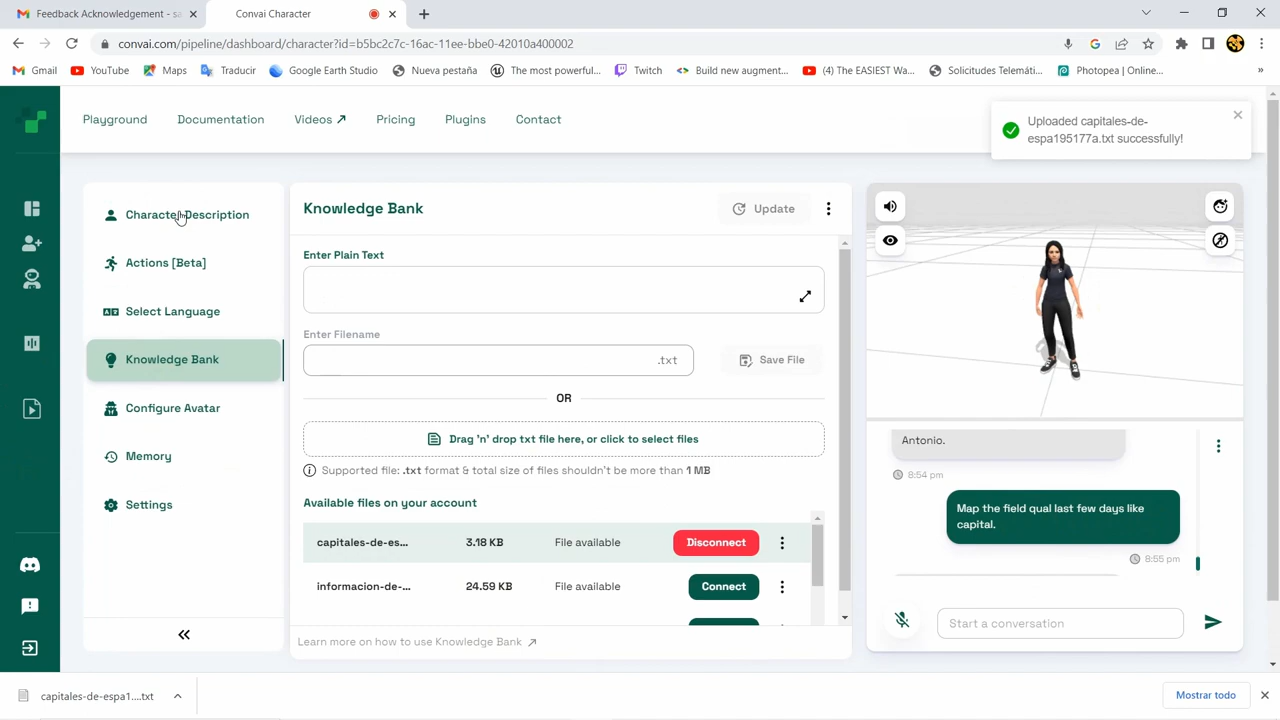 Feedback Acknowledgement - sa
Convai Character
convai.com/pipeline/dashboard/character?id=b5bc2c7c-16ac-11ee-bbe0-42010a400002
Gmail
YouTube
Maps
Traducir
Google Earth Studio
Nueva pestaña
The most powerful...
Twitch
Build new augment...
(4) The EASIEST Wa...
Solicitudes Telemáti...
Photopea | Online...
»
Playground
Documentation
Videos ↗
Pricing
Plugins
Contact
Uploaded capitales-de-
espa195177a.txt successfully!
Character Description
Actions [Beta]
Select Language
Knowledge Bank
Configure Avatar
Memory
Settings
Knowledge Bank
Update
Enter Plain Text
Enter Filename
.txt
Save File
OR
Drag 'n' drop txt file here, or click to select files
Supported file: .txt format & total size of files shouldn't be more than 1 MB
Available files on your account
capitales-de-es... 3.18 KB File available Disconnect
informacion-de-... 24.59 KB File available Connect
Learn more on how to use Knowledge Bank ↗
Antonio.
8:54 pm
Map the field qual last few days like
capital.
8:55 pm
Start a conversation
capitales-de-espa1....txt
Mostrar todo